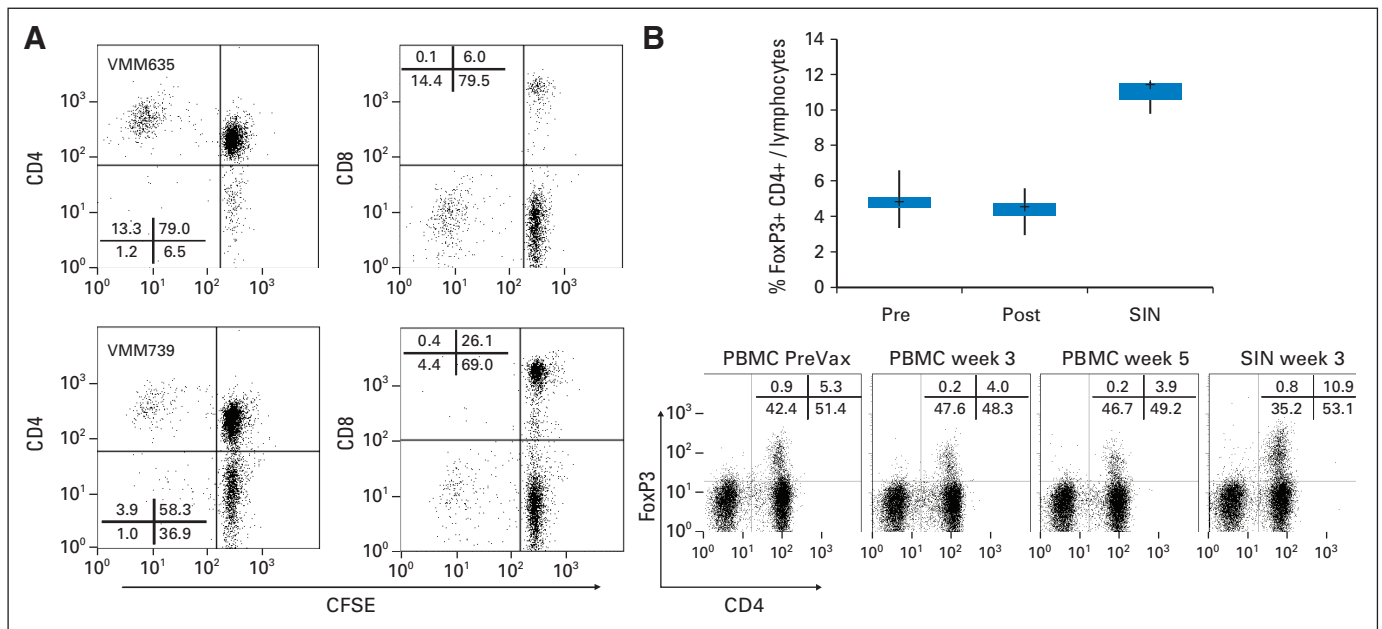 A
VMM635
CD4
10³
10²
10¹
10⁰
13.3 79.0
1.2 6.5
10⁰ 10¹ 10² 10³
CD8
10³
10²
10¹
10⁰
0.1 6.0
14.4 79.5
10⁰ 10¹ 10² 10³
VMM739
CD4
10³
10²
10¹
10⁰
3.9 58.3
1.0 36.9
10⁰ 10¹ 10² 10³
CD8
10³
10²
10¹
10⁰
0.4 26.1
4.4 69.0
10⁰ 10¹ 10² 10³
CFSE
B
% FoxP3+ CD4+ / lymphocytes
14
12
10
8
6
4
2
0
Pre Post SIN
PBMC PreVax PBMC week 3 PBMC week 5 SIN week 3
0.9 5.3
42.4 51.4
0.2 4.0
47.6 48.3
0.2 3.9
46.7 49.2
0.8 10.9
35.2 53.1
FoxP3
10³
10²
10¹
10⁰
10⁰ 10¹ 10² 10³
10⁰ 10¹ 10² 10³
10⁰ 10¹ 10² 10³
10⁰ 10¹ 10² 10³
CD4